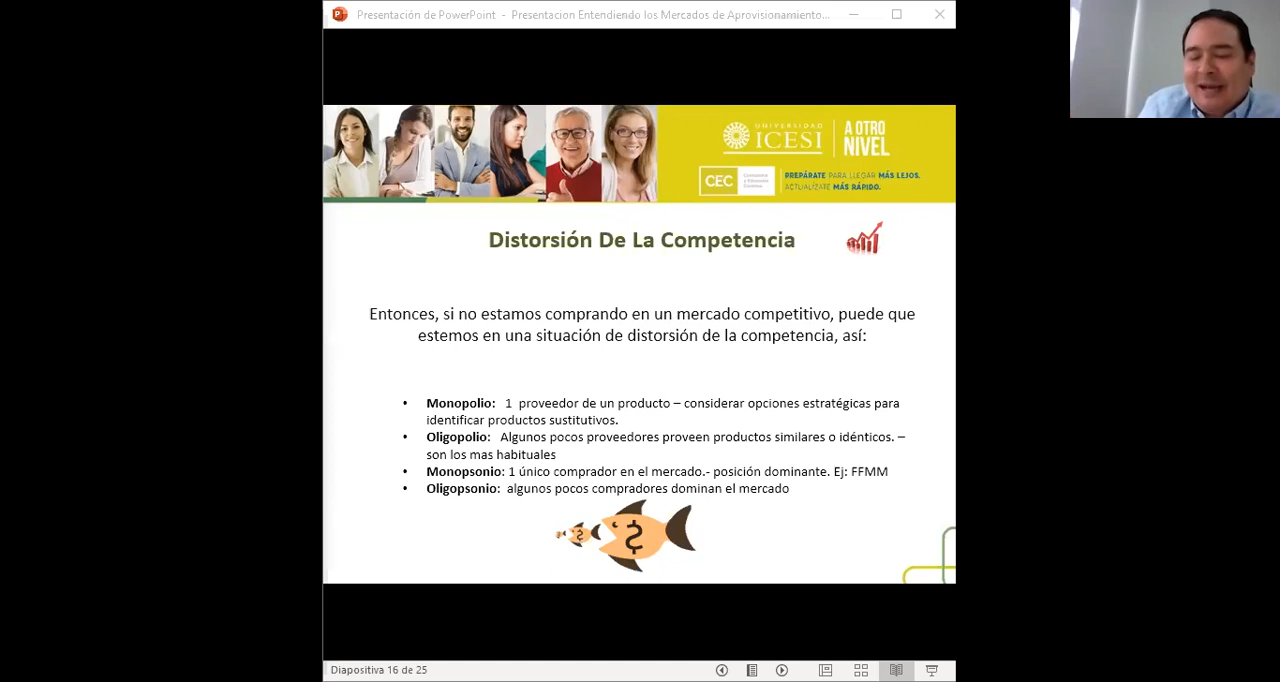 Presentación de PowerPoint - Presentacion Entendiendo los Mercados de Aprovisionamiento...
UNIVERSIDAD
ICESI
A OTRO
NIVEL
CEC
Consultoría
y Educación
Continua
PREPÁRATE PARA LLEGAR MÁS LEJOS.
ACTUALÍZATE MÁS RÁPIDO.
Distorsión De La Competencia
Entonces, si no estamos comprando en un mercado competitivo, puede que
estemos en una situación de distorsión de la competencia, así:
• Monopolio: 1 proveedor de un producto – considerar opciones estratégicas para
identificar productos sustitutivos.
• Oligopolio: Algunos pocos proveedores proveen productos similares o idénticos. –
son los mas habituales
• Monopsonio: 1 único comprador en el mercado.- posición dominante. Ej: FFMM
• Oligopsonio: algunos pocos compradores dominan el mercado
Diapositiva 16 de 25